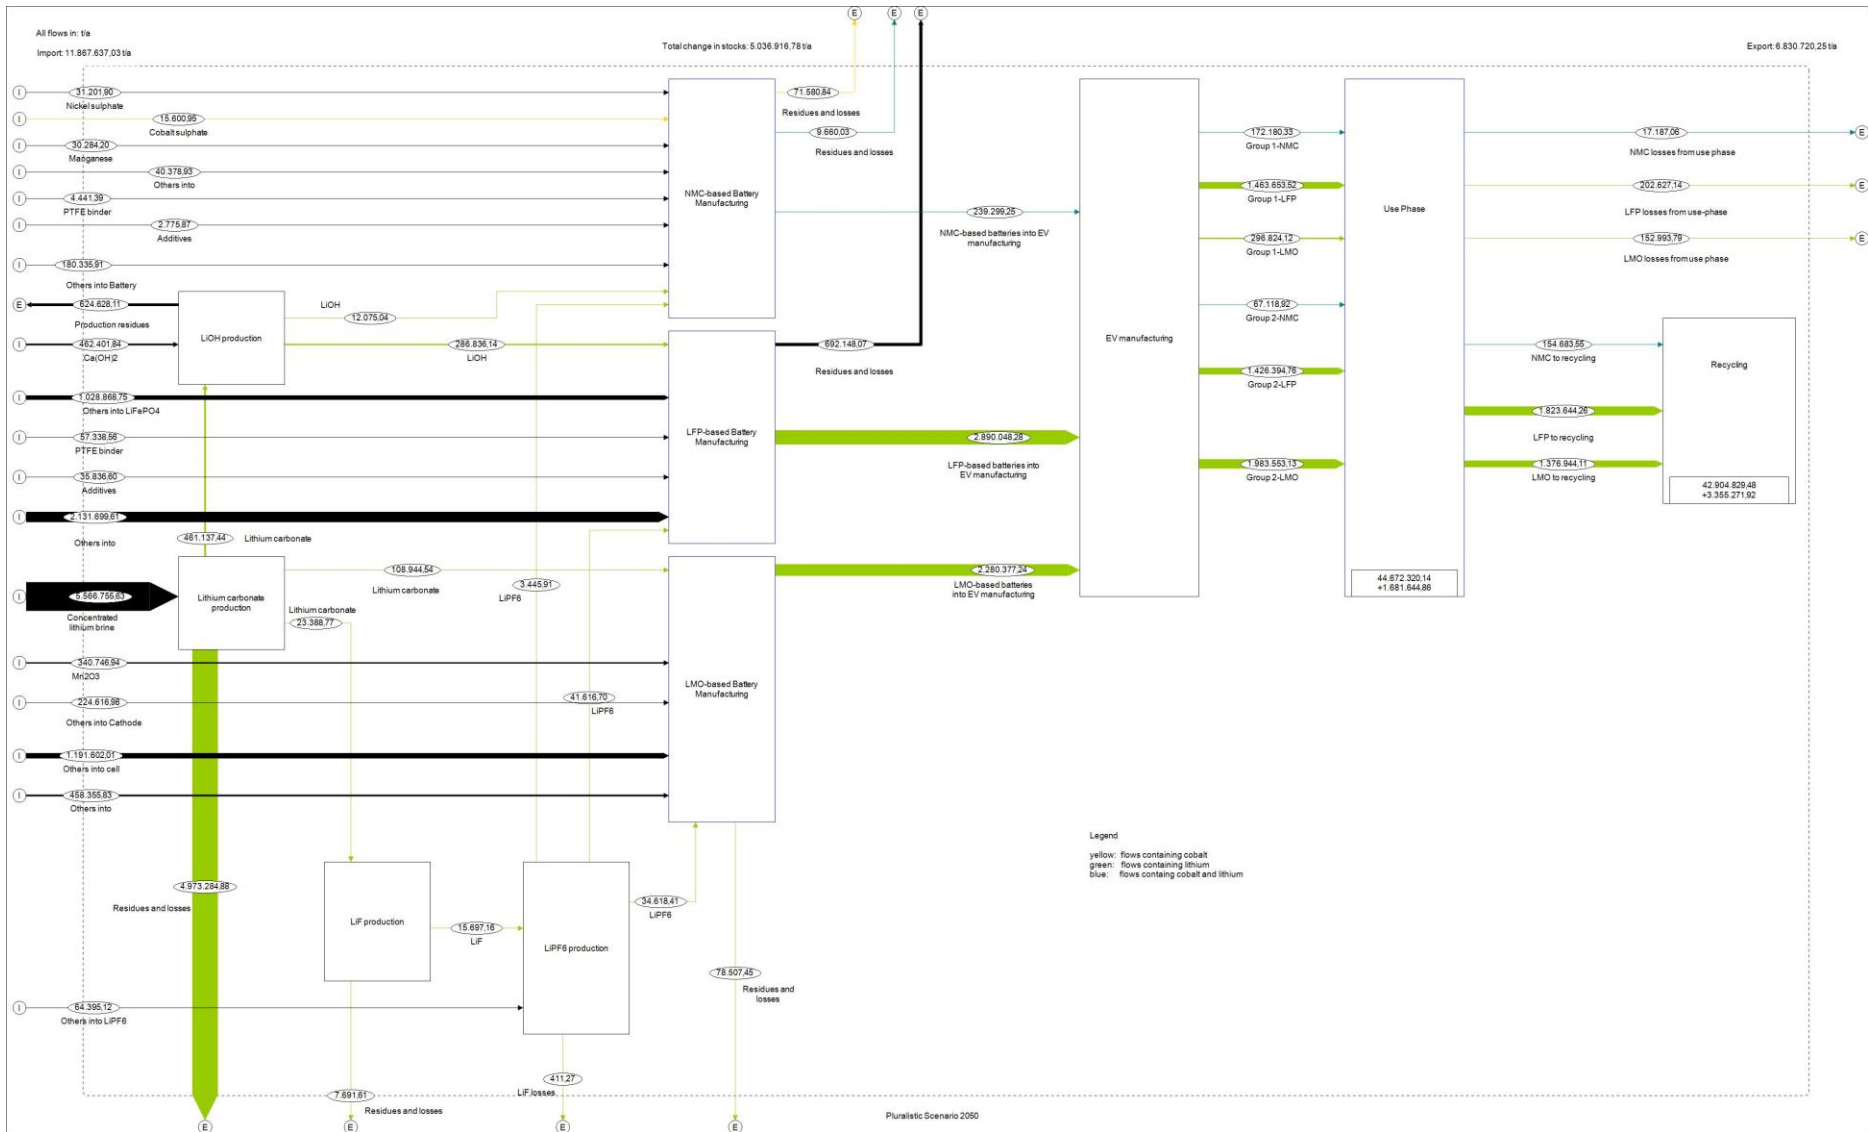 All flows in: t/a
Import: 11.867.637,03 t/a
Total change in stocks: 5.036.916,78 t/a
Export: 6.830.720,25 t/a
E
E
E
I
31.201,90
Nickel sulphate
I
15.600,95
Cobalt sulphate
I
30.284,20
Manganese
I
40.378,93
Others into
I
4.441,39
PTFE binder
I
2.775,87
Additives
I
180.335,91
Others into Battery
E
624.628,11
Production residues
I
462.401,84
Ca(OH)2
LiOH production
LiOH
12.075,04
286.836,14
LiOH
I
1.028.868,75
Others into LiFePO4
I
57.338,56
PTFE binder
I
35.836,60
Additives
I
2.131.699,61
Others into
461.137,44
Lithium carbonate
I
5.566.755,63
Concentrated
lithium brine
Lithium carbonate
production
108.944,54
Lithium carbonate
Lithium carbonate
23.388,77
3.445,91
LiPF6
41.616,70
LiPF6
I
340.746,94
Mn2O3
I
224.616,98
Others into Cathode
I
1.191.602,01
Others into cell
I
458.355,83
Others into
4.973.284,88
Residues and losses
LiF production
15.697,16
LiF
LiPF6 production
34.618,41
LiPF6
I
64.395,12
Others into LiPF6
7.691,61
Residues and losses
411,27
LiF losses
78.507,45
Residues and
losses
E
E
E
E
NMC-based Battery
Manufacturing
71.580,84
Residues and losses
9.660,03
Residues and losses
239.299,25
NMC-based batteries into EV
manufacturing
LFP-based Battery
Manufacturing
692.148,07
Residues and losses
2.890.048,28
LFP-based batteries into
EV manufacturing
LMO-based Battery
Manufacturing
2.280.377,24
LMO-based batteries
into EV manufacturing
EV manufacturing
172.180,33
Group 1-NMC
1.463.653,52
Group 1-LFP
296.824,12
Group 1-LMO
67.118,92
Group 2-NMC
1.426.394,76
Group 2-LFP
1.983.553,13
Group 2-LMO
Use Phase
44.672.320,14
+1.681.644,86
17.187,06
NMC losses from use phase
E
202.627,14
LFP losses from use-phase
E
152.993,79
LMO losses from use phase
E
154.683,55
NMC to recycling
1.823.644,26
LFP to recycling
1.376.944,11
LMO to recycling
Recycling
42.904.829,48
+3.355.271,92
Legend
yellow: flows containing cobalt
green: flows containing lithium
blue: flows containg cobalt and lithium
Pluralistic Scenario 2050